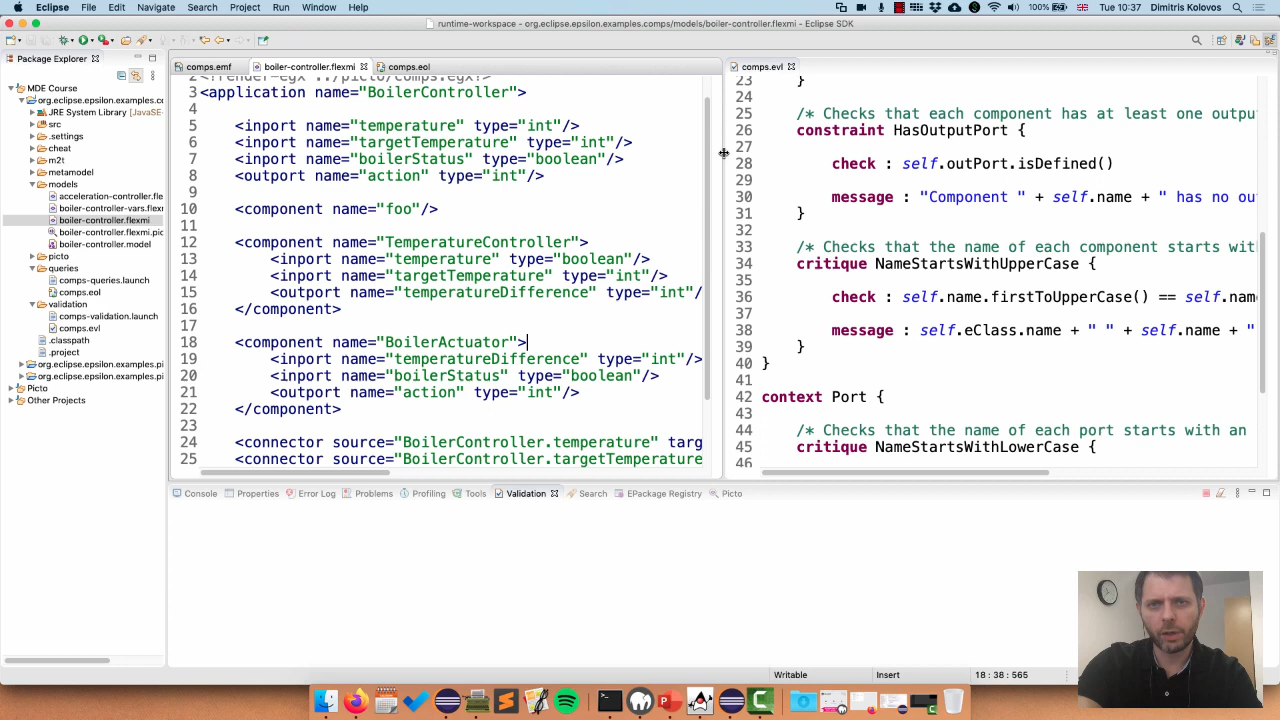 Eclipse File Edit Navigate Search Project Run Window Help 100% Tue 10:37 Dimitris Kolovos
runtime-workspace - org.eclipse.epsilon.examples.comps/models/boiler-controller.flexmi - Eclipse SDK
Package Explorer
MDE Course
org.eclipse.epsilon.examples.cc
JRE System Library [JavaSE-
src
.settings
cheat
m2t
metamodel
models
acceleration-controller.fle
boiler-controller-vars.flexm
boiler-controller.flexmi
boiler-controller.flexmi.pic
boiler-controller.model
picto
queries
comps-queries.launch
comps.eol
validation
comps-validation.launch
comps.evl
.classpath
.project
org.eclipse.epsilon.examples.pi
org.eclipse.epsilon.examples.pi
Picto
Other Projects
comps.emf boiler-controller.flexmi comps.eol
2 <?render-egx ../picto/comps.egx?>
3 <application name="BoilerController">
4
5 <inport name="temperature" type="int"/>
6 <inport name="targetTemperature" type="int"/>
7 <inport name="boilerStatus" type="boolean"/>
8 <outport name="action" type="int"/>
9
10 <component name="foo"/>
11
12 <component name="TemperatureController">
13 <inport name="temperature" type="boolean"/>
14 <inport name="targetTemperature" type="int"/>
15 <outport name="temperatureDifference" type="int"/
16 </component>
17
18 <component name="BoilerActuator">
19 <inport name="temperatureDifference" type="int"/>
20 <inport name="boilerStatus" type="boolean"/>
21 <outport name="action" type="int"/>
22 </component>
23
24 <connector source="BoilerController.temperature" targ
25 <connector source="BoilerController.targetTemperature
comps.evl
23 }
24
25 /* Checks that each component has at least one outpu
26 constraint HasOutputPort {
27
28 check : self.outPort.isDefined()
29
30 message : "Component " + self.name + " has no ou
31 }
32
33 /* Checks that the name of each component starts wit
34 critique NameStartsWithUpperCase {
35
36 check : self.name.firstToUpperCase() == self.nam
37
38 message : self.eClass.name + " " + self.name + "
39 }
40 }
41
42 context Port {
43
44 /* Checks that the name of each port starts with an
45 critique NameStartsWithLowerCase {
46
Console Properties Error Log Problems Profiling Tools Validation Search EPackage Registry Picto
Writable Insert 18 : 38 : 565